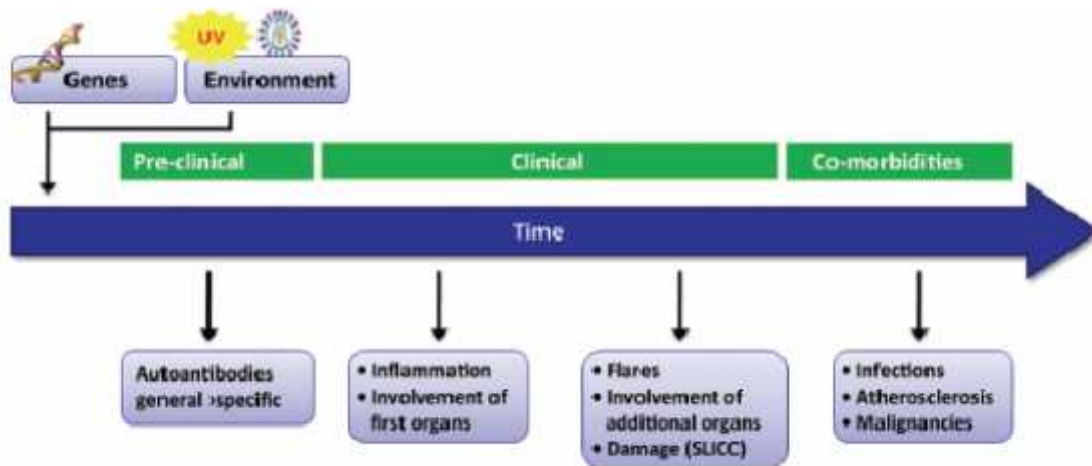 UV
Genes
Environment
Pre-clinical
Clinical
Co-morbidities
Time
Autoantibodies
general >specific
• Inflammation
• Involvement of
first organs
• Flares
• Involvement of
additional organs
• Damage (SLICC)
• Infections
• Atherosclerosis
• Malignancies